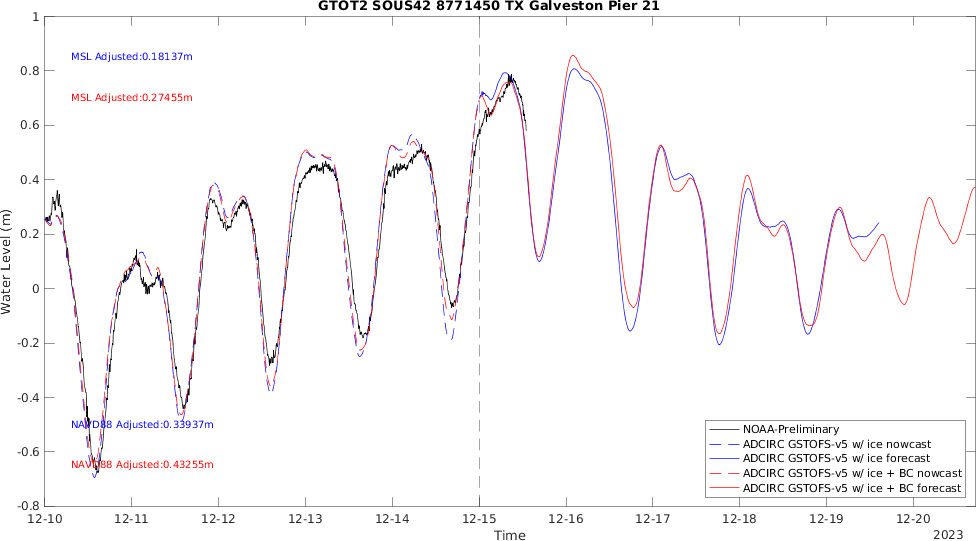 GTOT2 SOUS42 8771450 TX Galveston Pier 21
1
0.8
0.6
0.4
0.2
0
-0.2
-0.4
-0.6
-0.8
Water Level (m)
MSL Adjusted:0.18137m
MSL Adjusted:0.27455m
NAVD88 Adjusted:0.33937m
NAVD88 Adjusted:0.43255m
NOAA-Preliminary
ADCIRC GSTOFS-v5 w/ ice nowcast
ADCIRC GSTOFS-v5 w/ ice forecast
ADCIRC GSTOFS-v5 w/ ice + BC nowcast
ADCIRC GSTOFS-v5 w/ ice + BC forecast
12-10 12-11 12-12 12-13 12-14 12-15 12-16 12-17 12-18 12-19 12-20
Time
2023